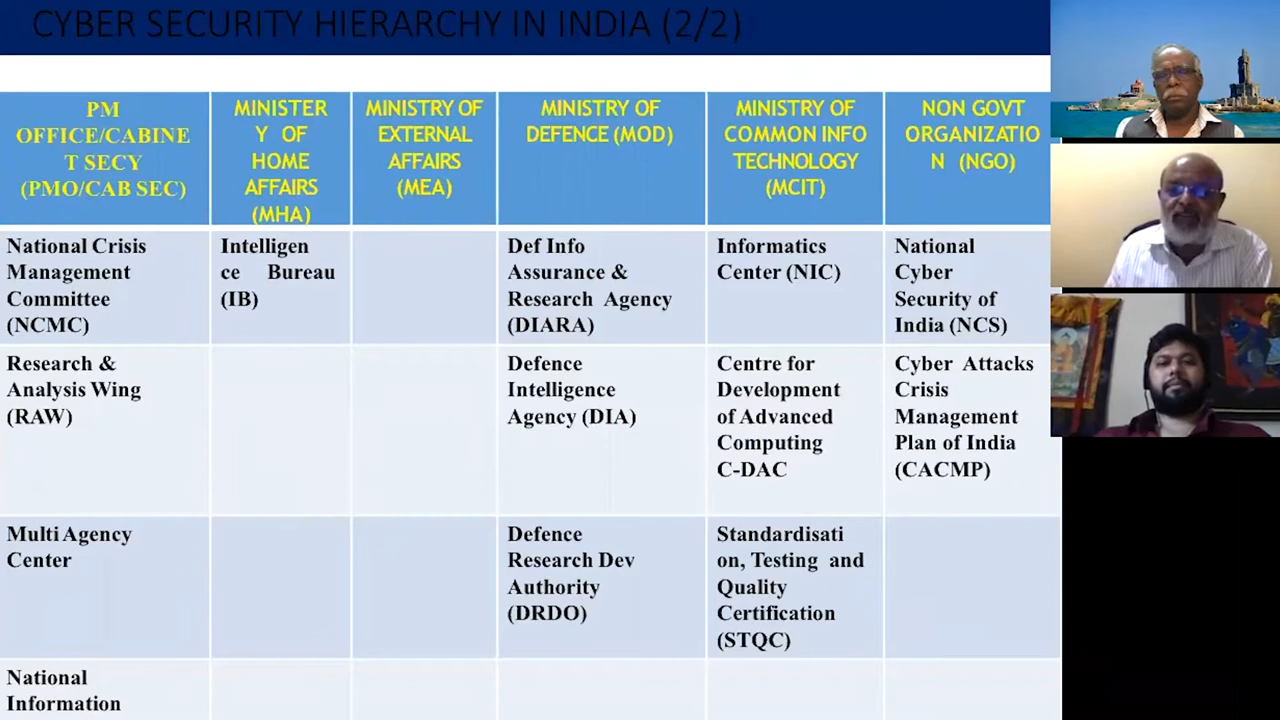 CYBER SECURITY HIERARCHY IN INDIA (2/2)
PM
OFFICE/CABINE
T SECY
(PMO/CAB SEC)
MINISTER
Y OF
HOME
AFFAIRS
(MHA)
MINISTRY OF
EXTERNAL
AFFAIRS
(MEA)
MINISTRY OF
DEFENCE (MOD)
MINISTRY OF
COMMON INFO
TECHNOLOGY
(MCIT)
NON GOVT
ORGANIZATIO
N (NGO)
National Crisis
Management
Committee
(NCMC)
Intelligen
ce Bureau
(IB)
Def Info
Assurance &
Research Agency
(DIARA)
Informatics
Center (NIC)
National
Cyber
Security of
India (NCS)
Research &
Analysis Wing
(RAW)
Defence
Intelligence
Agency (DIA)
Centre for
Development
of Advanced
Computing
C-DAC
Cyber Attacks
Crisis
Management
Plan of India
(CACMP)
Multi Agency
Center
Defence
Research Dev
Authority
(DRDO)
Standardisati
on, Testing and
Quality
Certification
(STQC)
National
Information